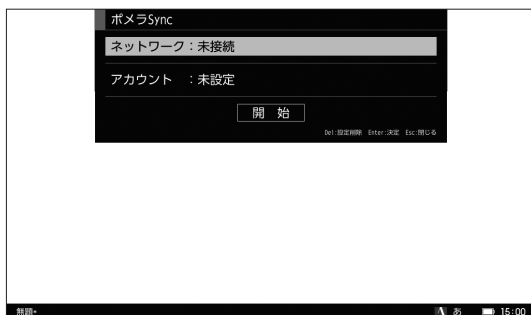 ポメラSync
ネットワーク：未接続
アカウント　：未設定
開　始
Del:設定削除　Enter:決定　Esc:閉じる
無題*
A あ 15:00